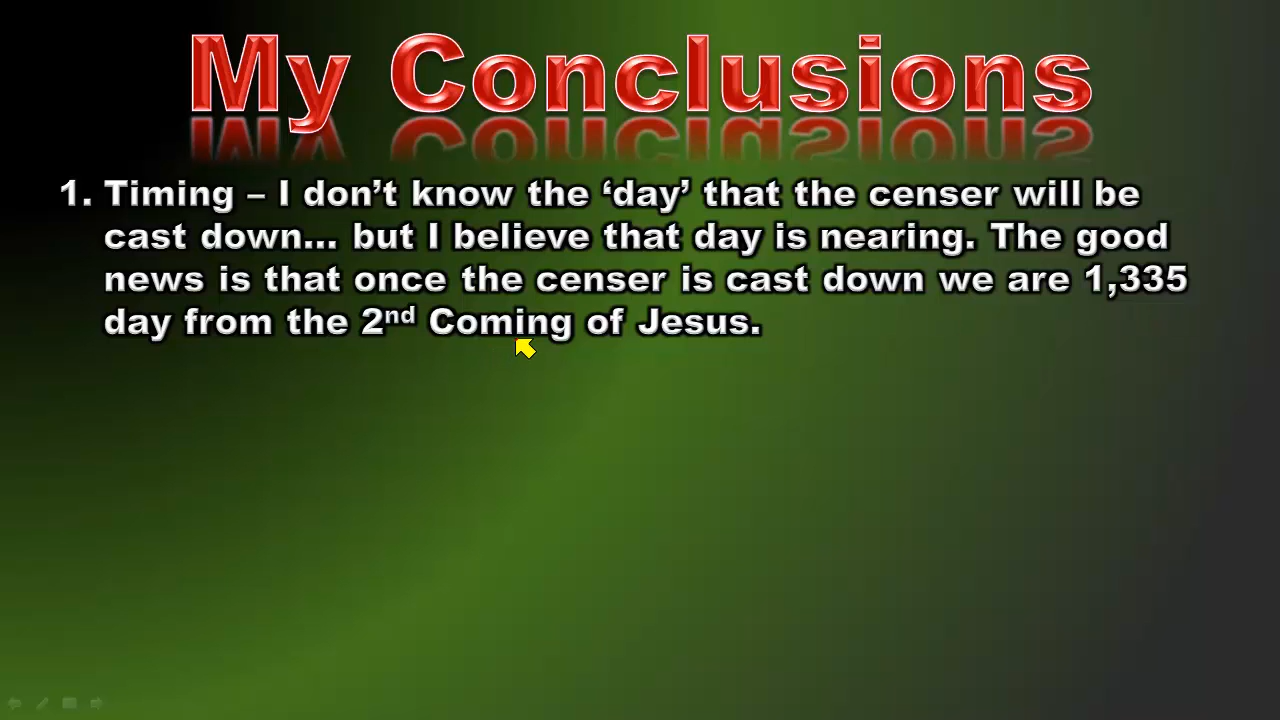 My Conclusions
1. Timing – I don’t know the ‘day’ that the censer will be
cast down... but I believe that day is nearing. The good
news is that once the censer is cast down we are 1,335
day from the 2nd Coming of Jesus.